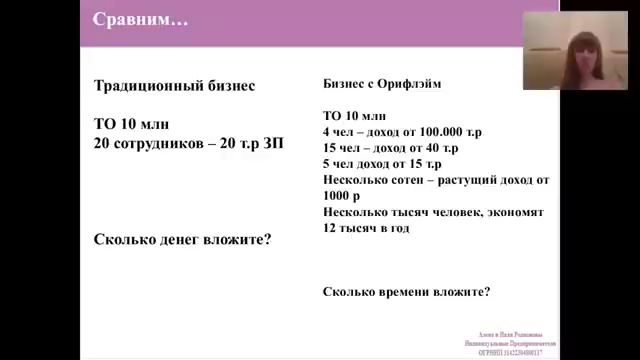 Сравним…
Традиционный бизнес
ТО 10 млн
20 сотрудников – 20 т.р ЗП
Сколько денег вложите?
Бизнес с Орифлэйм
ТО 10 млн
4 чел – доход от 100.000 т.р
15 чел – доход от 40 т.р
5 чел доход от 15 т.р
Несколько сотен – растущий доход от
1000 р
Несколько тысяч человек, экономят
12 тысяч в год
Сколько времени вложите?
Индивидуальные Предприниматели